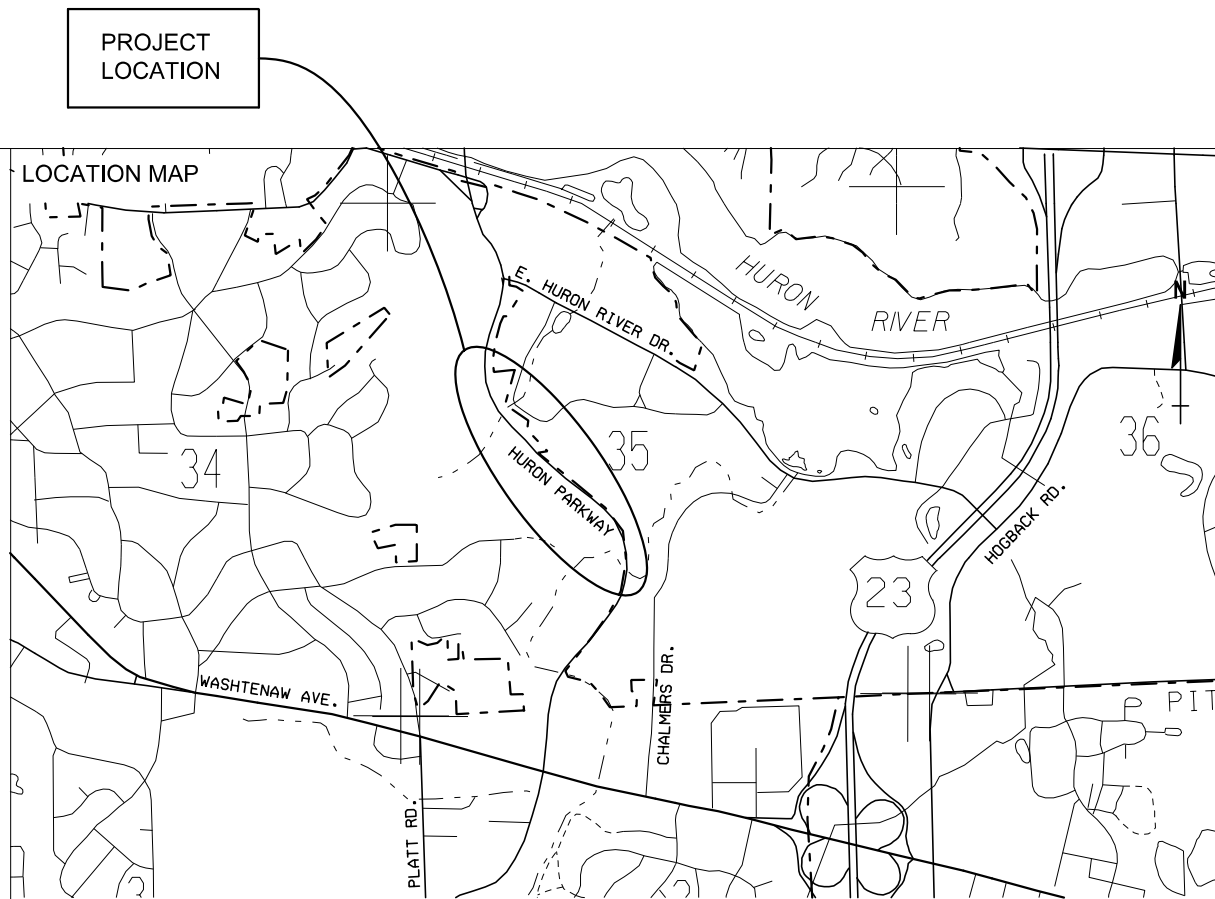 PROJECT
LOCATION
LOCATION MAP
HURON
RIVER
E. HURON RIVER DR.
N
34
35
36
HURON PARKWAY
HOGBACK RD.
23
WASHTENAW AVE.
CHALMERS DR.
PIT
PLATT RD.